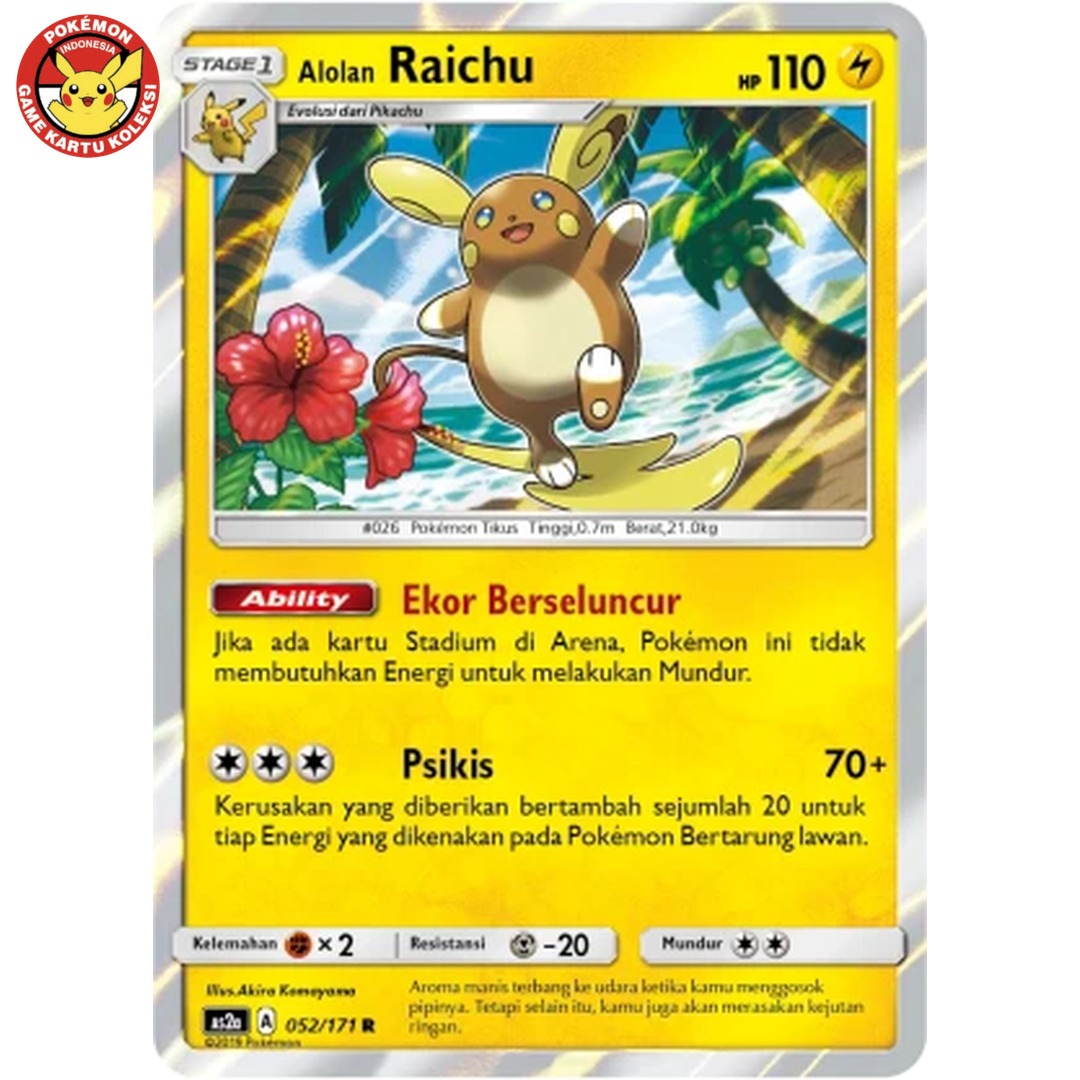 POKÉMON
INDONESIA
GAME KARTU KOLEKSI
STAGE 1 Alolan Raichu HP 110
Evolusi dari Pikachu
#026 Pokémon Tikus Tinggi,0.7m Berat,21.0kg
Ability Ekor Berseluncur
Jika ada kartu Stadium di Arena, Pokémon ini tidak
membutuhkan Energi untuk melakukan Mundur.
Psikis 70+
Kerusakan yang diberikan bertambah sejumlah 20 untuk
tiap Energi yang dikenakan pada Pokémon Bertarung lawan.
Kelemahan ×2 Resistansi -20 Mundur
Illus.Akira Komayama
Aroma manis terbang ke udara ketika kamu menggosok
pipinya. Tetapi selain itu, kamu juga akan merasakan kejutan
ringan.
AS2a A 052/171 R
©2019 Pokémon